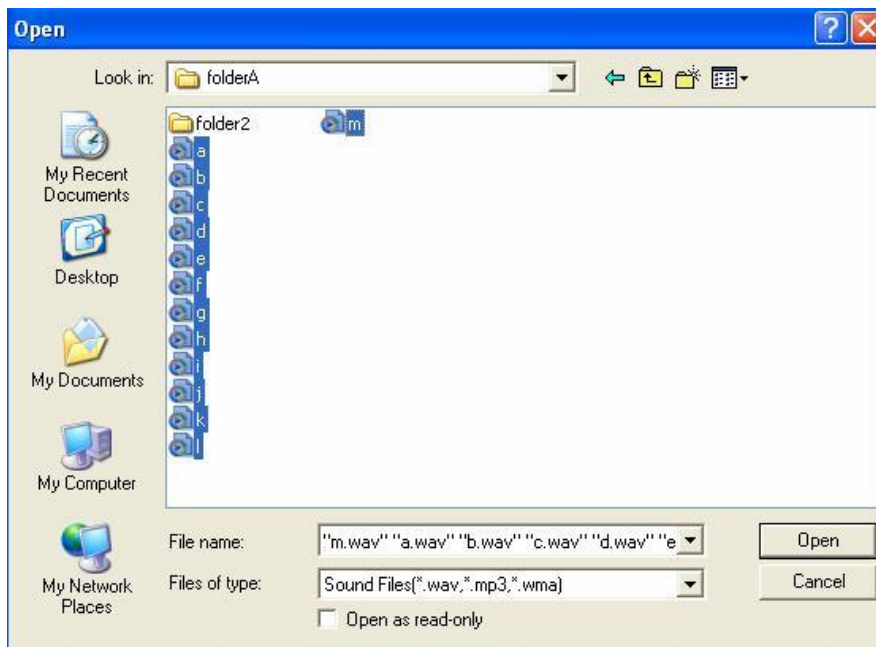 Open
Look in: folderA
folder2 m
a
b
c
d
e
f
g
h
i
j
k
l
My Recent
Documents
Desktop
My Documents
My Computer
My Network
Places
File name: "m.wav" "a.wav" "b.wav" "c.wav" "d.wav" "e Open
Files of type: Sound Files(*.wav,*.mp3,*.wma) Cancel
Open as read-only